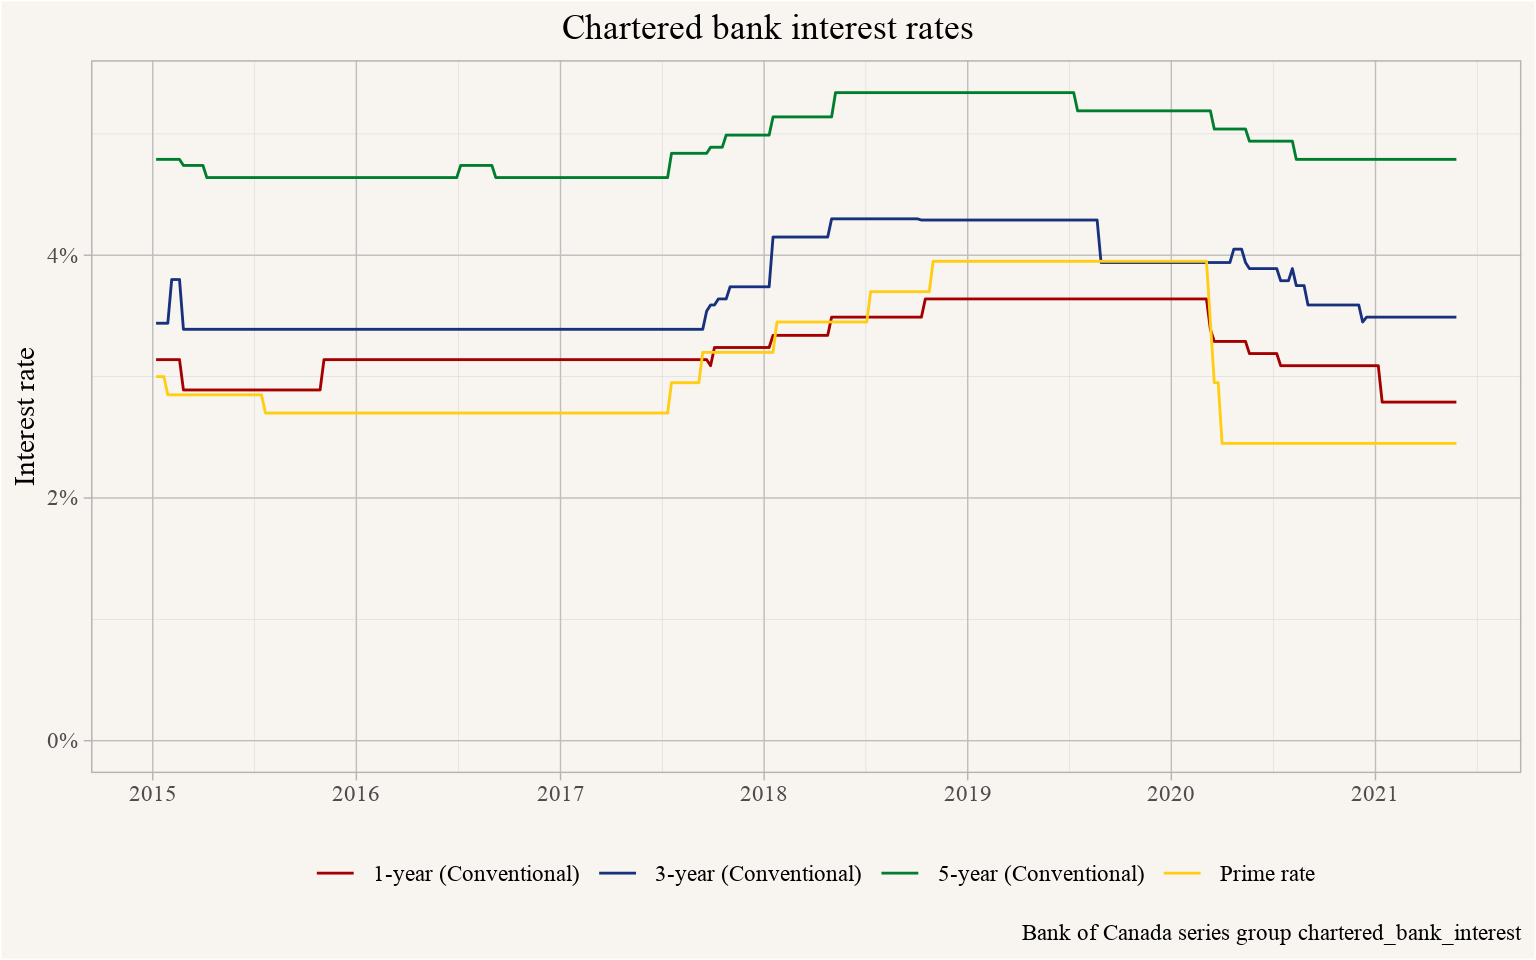 Chartered bank interest rates
Interest rate
4%
2%
0%
2015 2016 2017 2018 2019 2020 2021
1-year (Conventional) 3-year (Conventional) 5-year (Conventional) Prime rate
Bank of Canada series group chartered_bank_interest